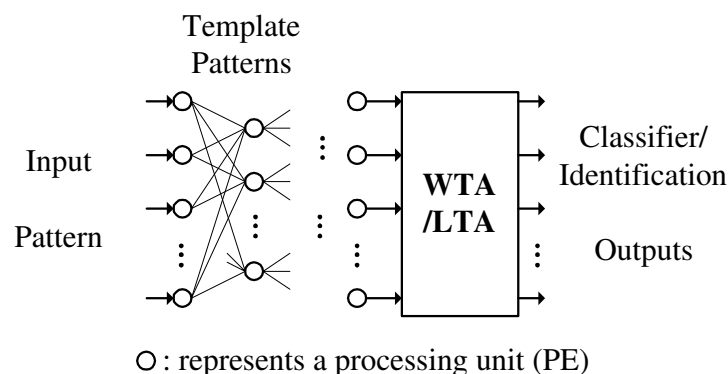 Template
Patterns
Input
Pattern
WTA
/LTA
Classifier/
Identification
Outputs
: represents a processing unit (PE)